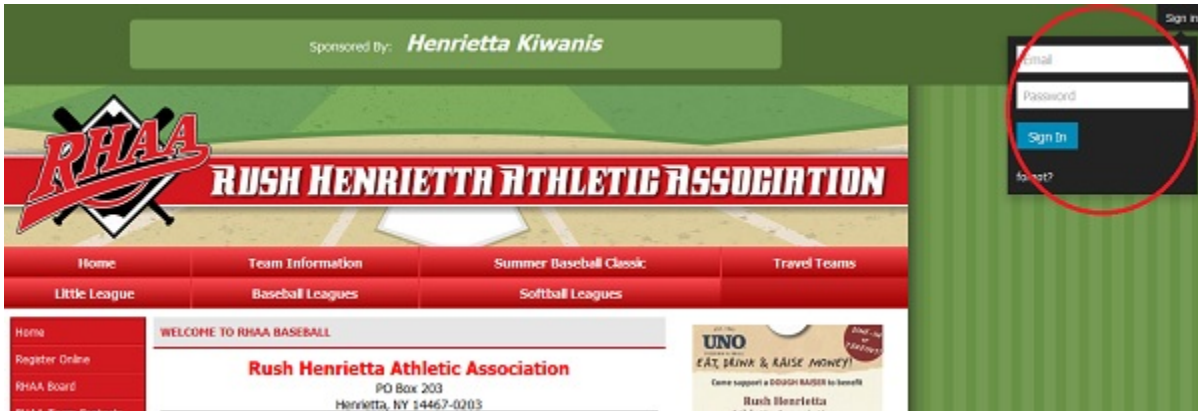 Sponsored By: Henrietta Kiwanis
Sign in
Email
Password
Sign In
forgot?
RHAA
RUSH HENRIETTA ATHLETIC ASSOCIATION
Home Team Information Summer Baseball Classic Travel Teams
Little League Baseball Leagues Softball Leagues
Home
Register Online
RHAA Board
WELCOME TO RHAA BASEBALL
Rush Henrietta Athletic Association
PO Box 203
Henrietta, NY 14467-0203
UNO
EAT, DRINK & RAISE MONEY!
Come support a DOUGH RAISER to benefit
Rush Henrietta